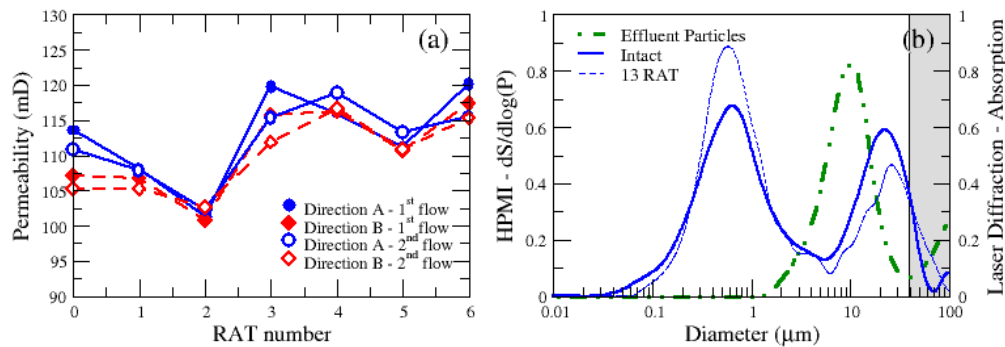 130
125
120
115
110
105
100
95
90
Permeability (mD)
(a)
Direction A - 1st flow
Direction B - 1st flow
Direction A - 2nd flow
Direction B - 2nd flow
0 1 2 3 4 5 6
RAT number
1
0.8
0.6
0.4
0.2
0
HPMI - dS/dlog(P)
Effluent Particles
Intact
13 RAT
(b)
1
0.8
0.6
0.4
0.2
0
Laser Diffraction - Absorption
0.01 0.1 1 10 100
Diameter (μm)